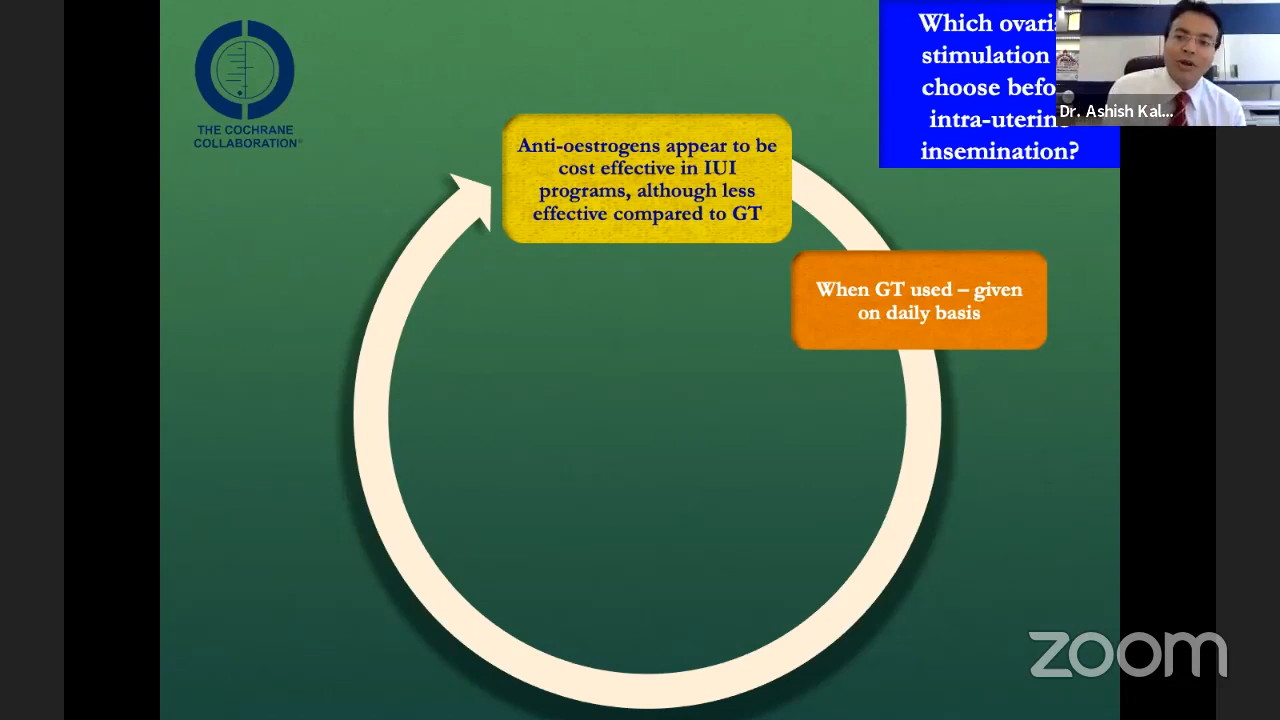 THE COCHRANE
COLLABORATION®
Which ovari
stimulation
choose befo
intra-uterin
insemination?
Dr. Ashish Kal...
Anti-oestrogens appear to be
cost effective in IUI
programs, although less
effective compared to GT
When GT used – given
on daily basis
zoom